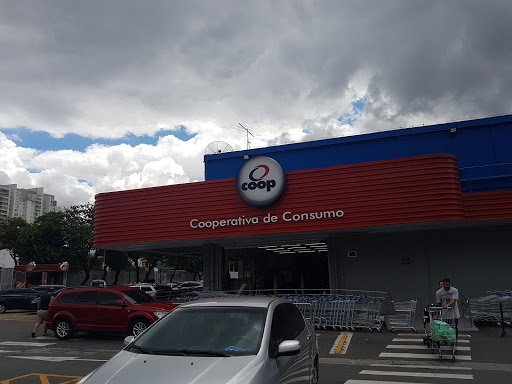 coop
Cooperativa de Consumo